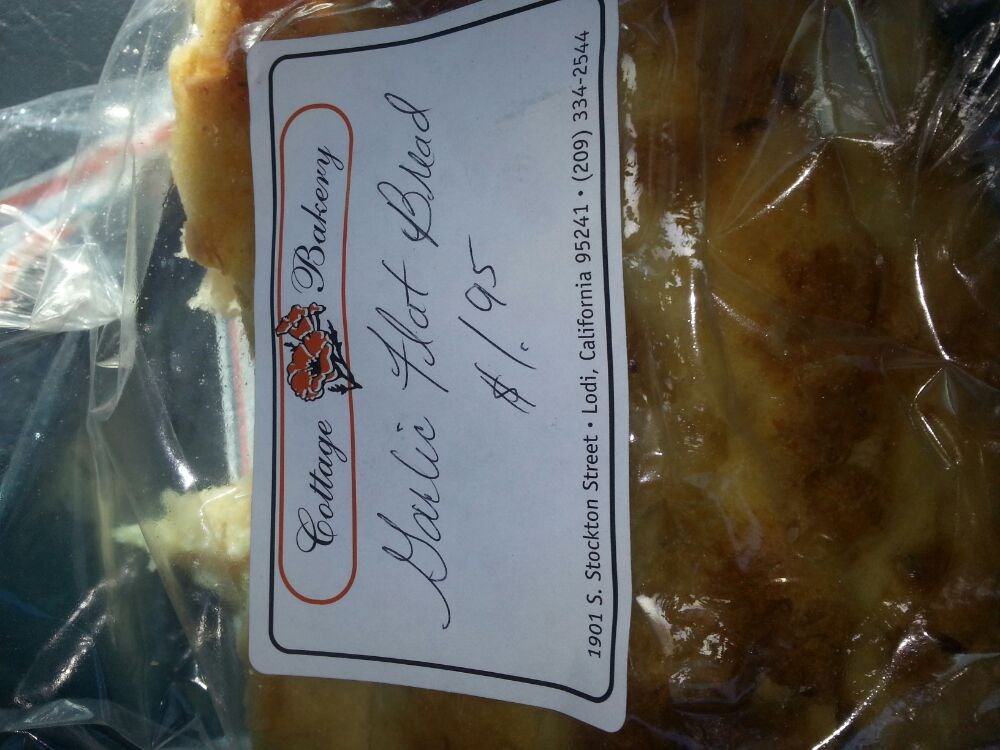 Cottage Bakery
Garlic Flat Bread
$1.95
1901 S. Stockton Street • Lodi, California 95241 • (209) 334-2544